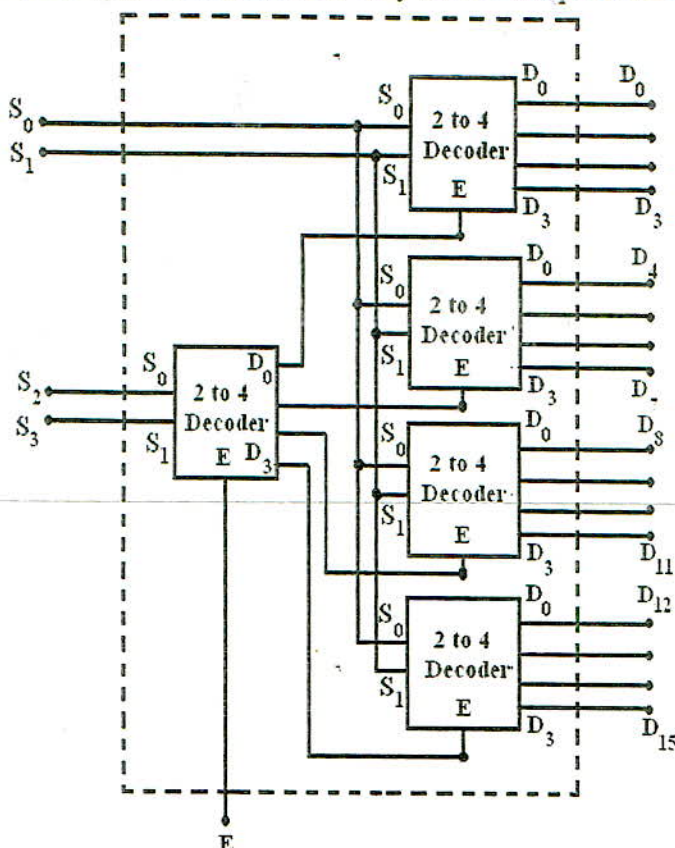 D0 D0
S0 S0 2 to 4
S1 Decoder
S1 E D3 D3
D0 D4
S0 2 to 4
Decoder
S1 E D3 D
S0 D0 2 to 4
S2 Decoder
S3 S1 E D3
D0 D8
S0 2 to 4
Decoder
S1 E D3 D11
D0 D12
S0 2 to 4
Decoder
S1 E D3 D15
E